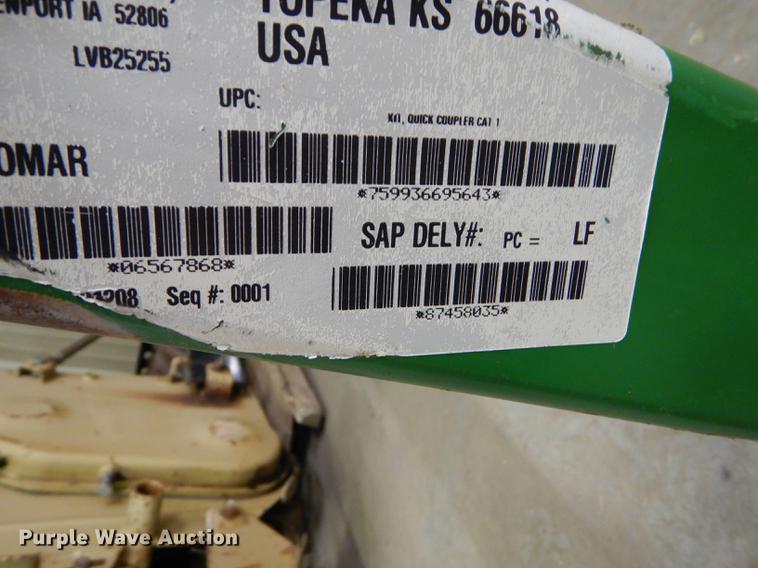 ENPORT IA 52806
TOPEKA KS 66618
USA
LVB25255
UPC:
KIT, QUICK COUPLER CAT 1
*759936695643*
OMAR
SAP DELY#: PC = LF
*06567868*
208 Seq #: 0001
*87458035*
Purple Wave Auction